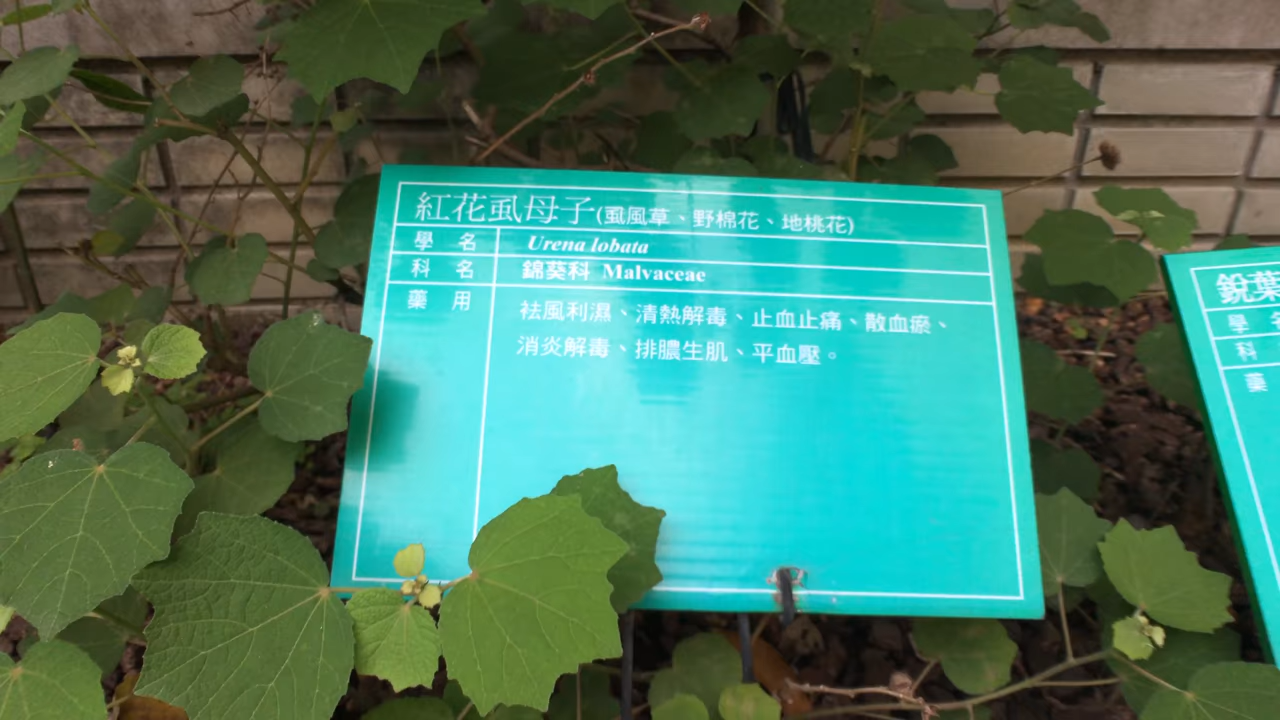 紅花虱母子(虱風草、野棉花、地桃花)
學名 Urena lobata
科名 錦葵科 Malvaceae
藥用 袪風利濕、清熱解毒、止血止痛、散血瘀、
消炎解毒、排膿生肌、平血壓。
銳葉
學
科
藥